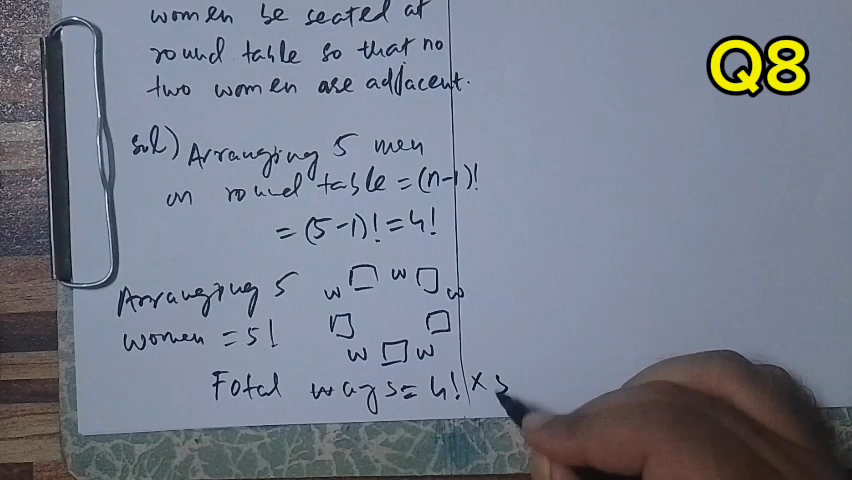 women be seated at
round table so that no
two women are adjacent.
Q8
sol) Arranging 5 men
on round table = (n-1)!
= (5-1)! = 4!
Arranging 5
women = 5!
W W W
W W
Total ways = 4! × 5